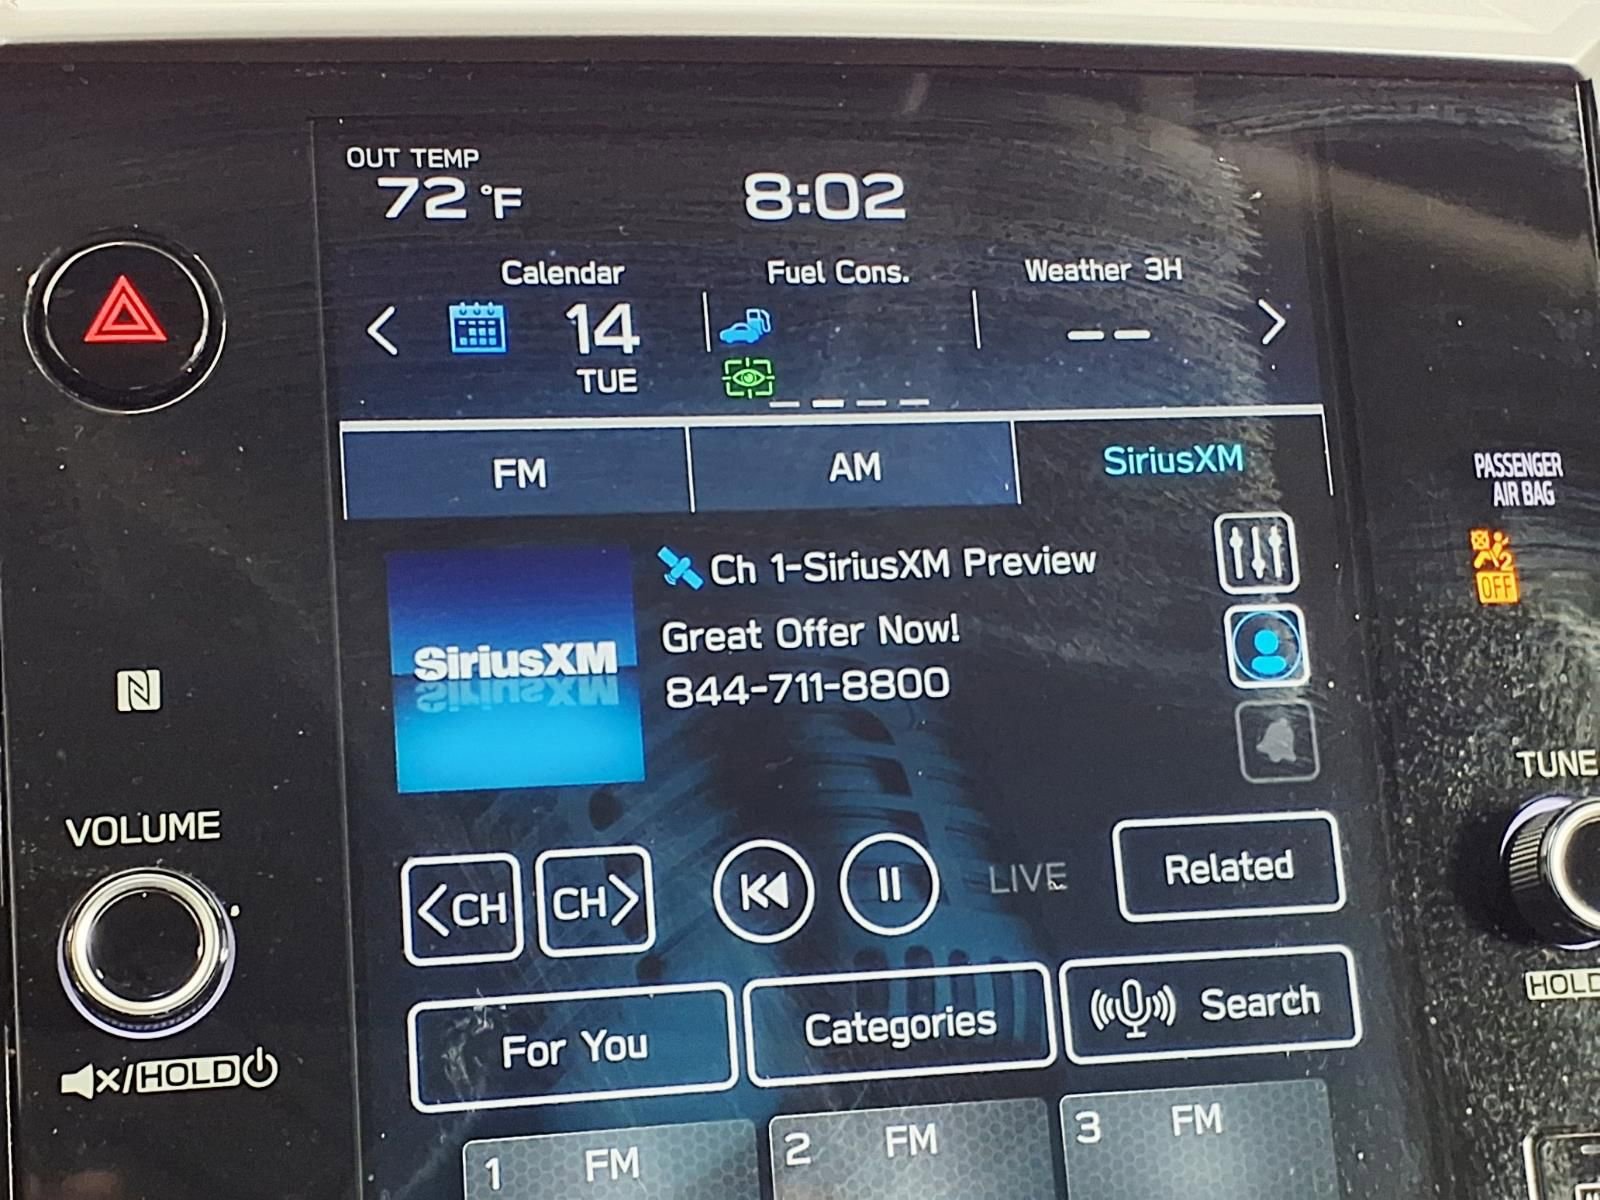 OUT TEMP
72 °F
8:02
Calendar
14
TUE
Fuel Cons.
Weather 3H
FM
AM
SiriusXM
PASSENGER
AIR BAG
2
OFF
SiriusXM
Ch 1-SiriusXM Preview
Great Offer Now!
844-711-8800
N
VOLUME
TUNE
<CH
CH>
LIVE
Related
HOLD
For You
Categories
Search
/HOLD
1 FM
2 FM
3 FM